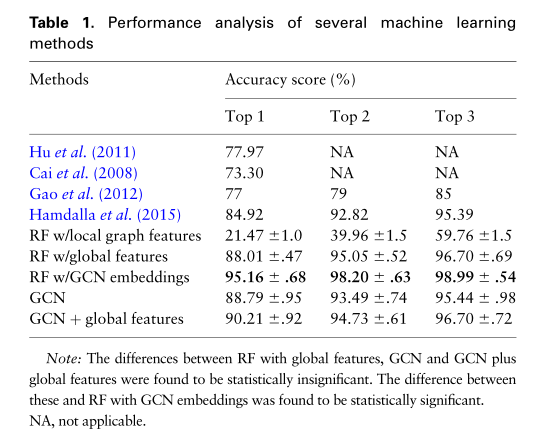 Table 1. Performance analysis of several machine learning
methods
Methods Accuracy score (%)
Top 1 Top 2 Top 3
Hu et al. (2011) 77.97 NA NA
Cai et al. (2008) 73.30 NA NA
Gao et al. (2012) 77 79 85
Hamdalla et al. (2015) 84.92 92.82 95.39
RF w/local graph features 21.47 ±1.0 39.96 ±1.5 59.76 ±1.5
RF w/global features 88.01 ±.47 95.05 ±.52 96.70 ±.69
RF w/GCN embeddings 95.16 ± .68 98.20 ± .63 98.99 ± .54
GCN 88.79 ±.95 93.49 ±.74 95.44 ± .98
GCN + global features 90.21 ±.92 94.73 ±.61 96.70 ±.72
Note: The differences between RF with global features, GCN and GCN plus
global features were found to be statistically insignificant. The difference between
these and RF with GCN embeddings was found to be statistically significant.
NA, not applicable.